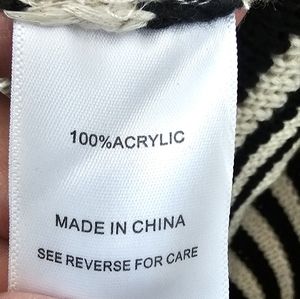 100%ACRYLIC
MADE IN CHINA
SEE REVERSE FOR CARE